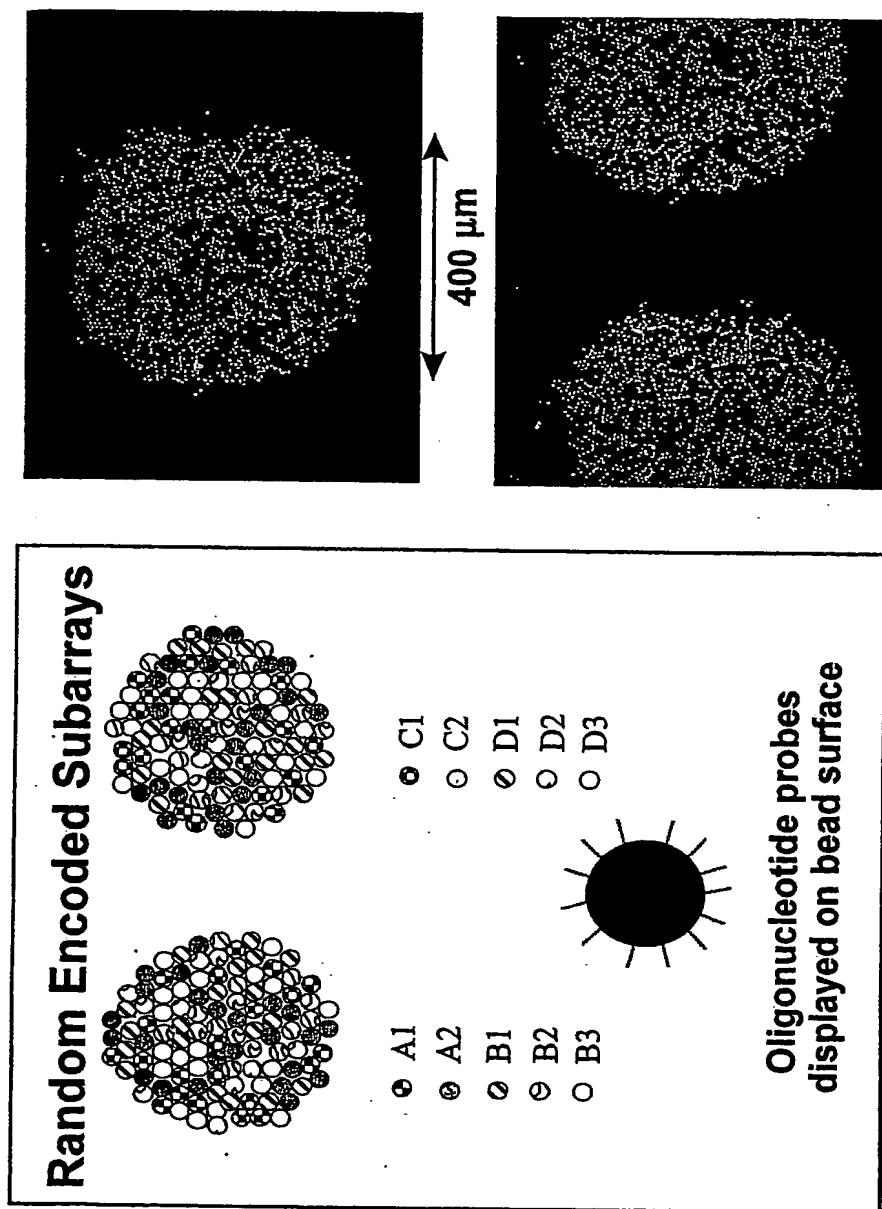 Random Encoded Subarrays
A1
A2
B1
B2
B3
C1
C2
D1
D2
D3
Oligonucleotide probes
displayed on bead surface
400 μm